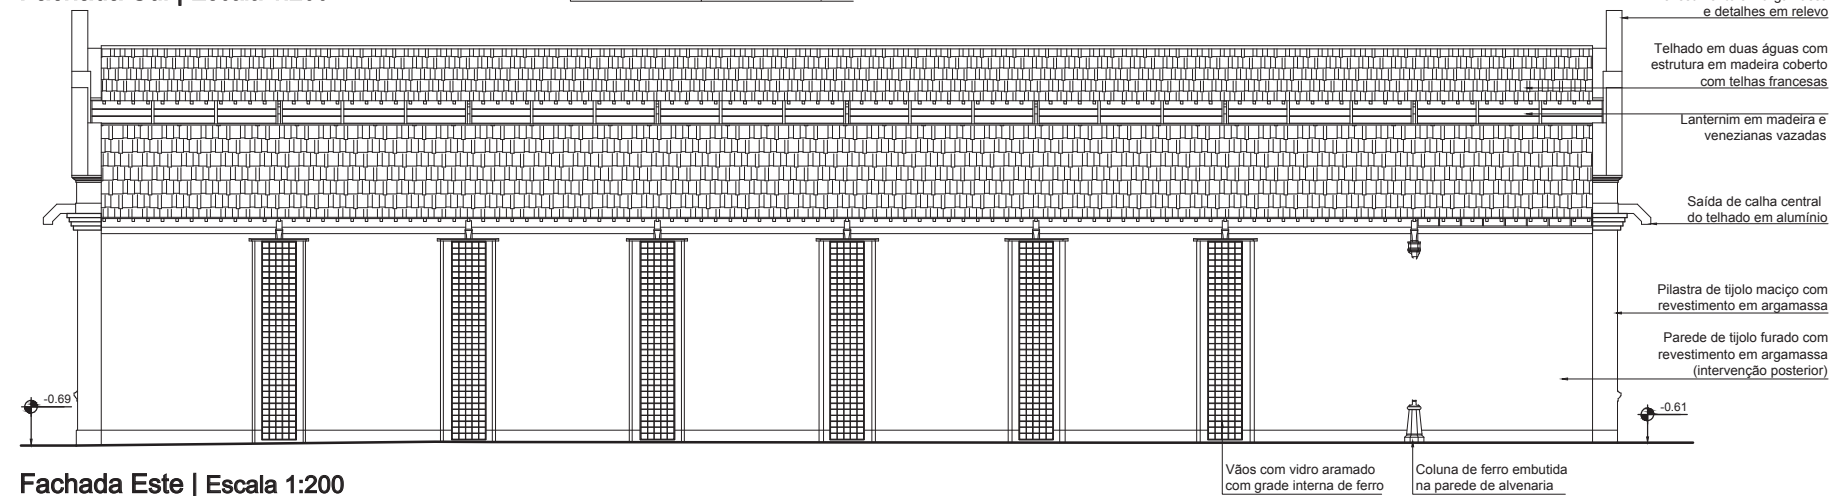 e detalhes em relevo
Telhado em duas águas com
estrutura em madeira coberto
com telhas francesas
Lanternim em madeira e
venezianas vazadas
Saída de calha central
do telhado em alumínio
Pilastra de tijolo maciço com
revestimento em argamassa
Parede de tijolo furado com
revestimento em argamassa
(intervenção posterior)
-0.69
-0.61
Vãos com vidro aramado
com grade interna de ferro
Coluna de ferro embutida
na parede de alvenaria
Fachada Este | Escala 1:200